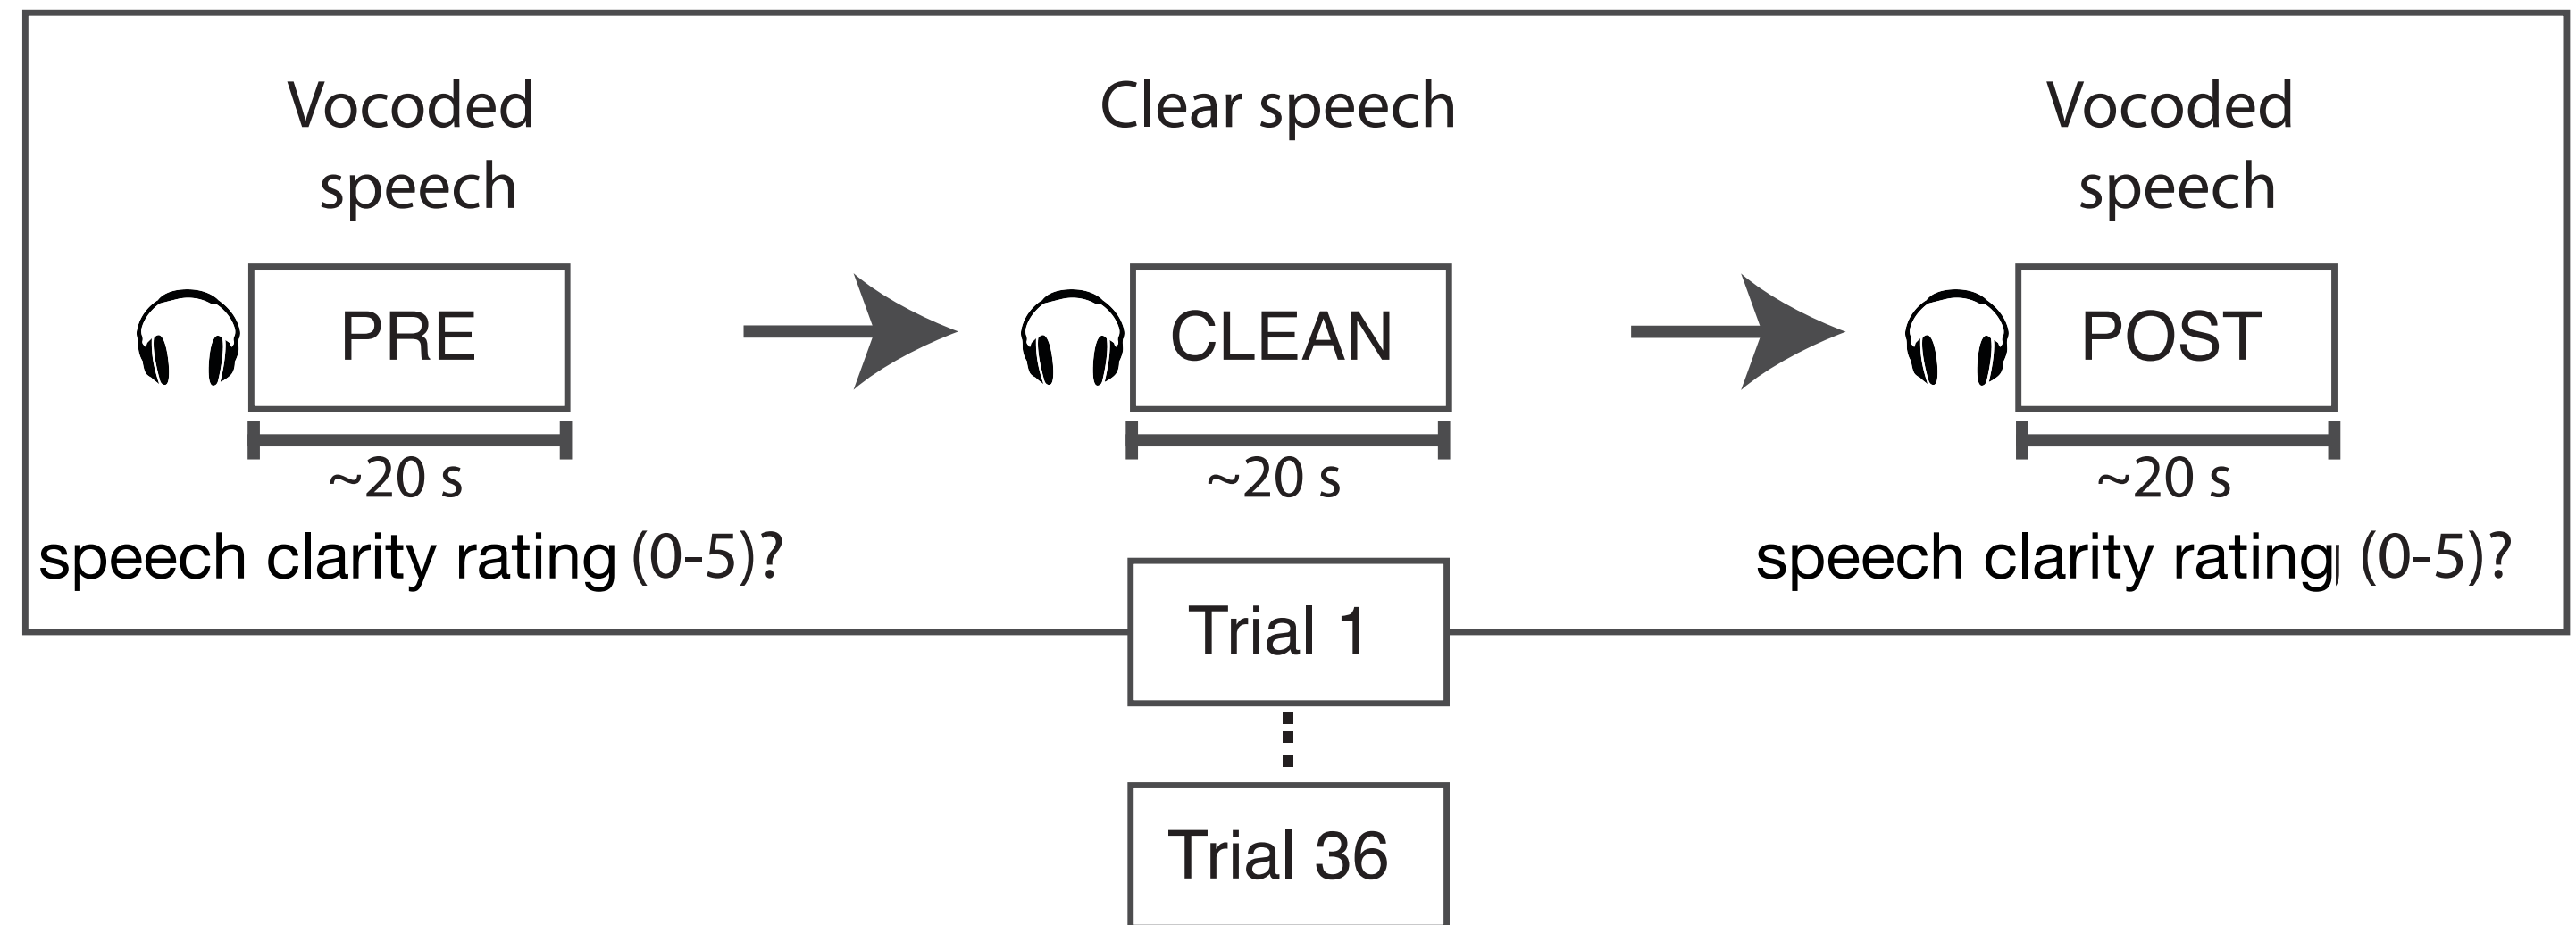 Vocoded
speech
Clear speech
Vocoded
speech
PRE
CLEAN
POST
~20 s
~20 s
~20 s
speech clarity rating (0-5)?
speech clarity rating (0-5)?
Trial 1
Trial 36